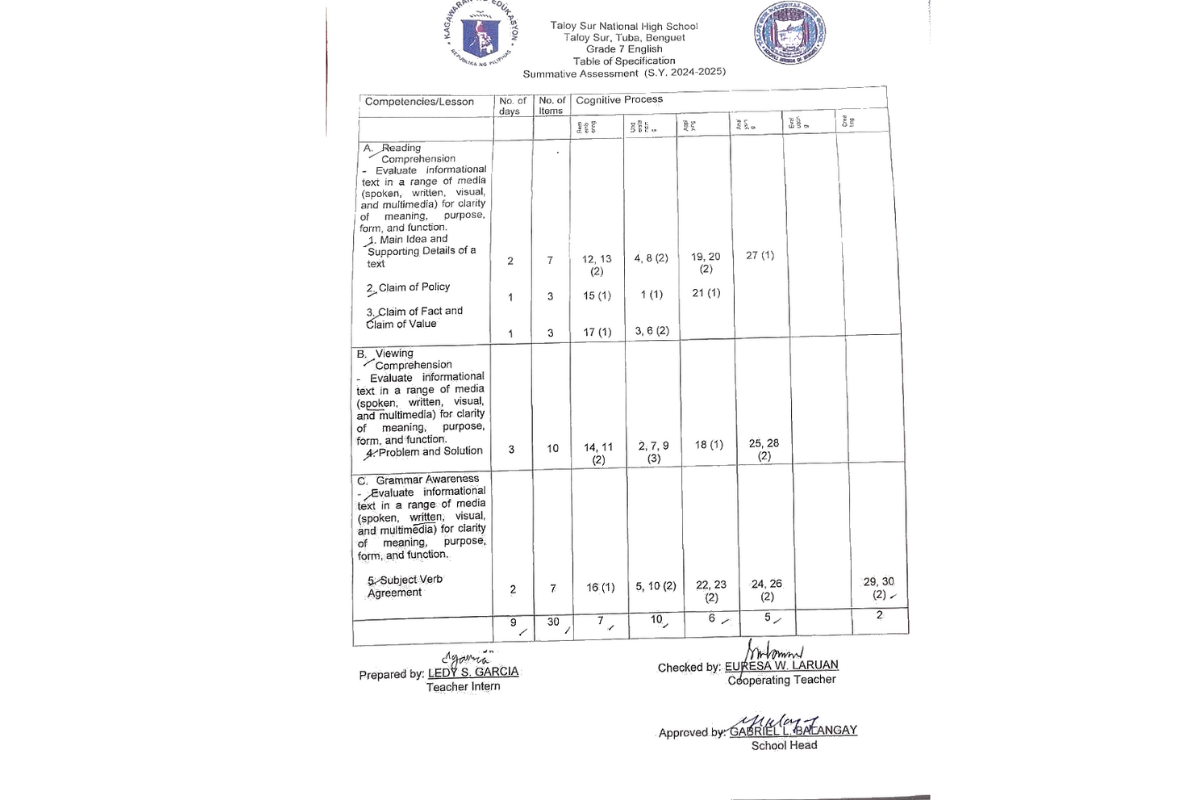 KAGAWARAN NG EDUKASYON
REPUBLIKA NG PILIPINAS
Taloy Sur National High School
Taloy Sur, Tuba, Benguet
Grade 7 English
Table of Specification
Summative Assessment (S.Y. 2024-2025)
Competencies/Lesson No. of days No. of Items Cognitive Process
A. Reading
Comprehension
- Evaluate informational
text in a range of media
(spoken, written, visual,
and multimedia) for clarity
of meaning, purpose,
form, and function.
1. Main Idea and
Supporting Details of a
text 2 7 12, 13 (2) 4, 8 (2) 19, 20 (2) 27 (1)
2. Claim of Policy 1 3 15 (1) 1 (1) 21 (1)
3. Claim of Fact and
Claim of Value 1 3 17 (1) 3, 6 (2)
B. Viewing
Comprehension
- Evaluate informational
text in a range of media
(spoken, written, visual,
and multimedia) for clarity
of meaning, purpose,
form, and function.
4. Problem and Solution 3 10 14, 11 (2) 2, 7, 9 (3) 18 (1) 25, 28 (2)
C. Grammar Awareness
- Evaluate informational
text in a range of media
(spoken, written, visual,
and multimedia) for clarity
of meaning, purpose,
form, and function.
5. Subject Verb
Agreement 2 7 16 (1) 5, 10 (2) 22, 23 (2) 24, 26 (2) 29, 30 (2)
9 30 7 10 6 5 2
Prepared by: LEDY S. GARCIA
Teacher Intern
Checked by: EURESA W. LARUAN
Cooperating Teacher
Approved by: GABRIEL L. BALANGAY
School Head